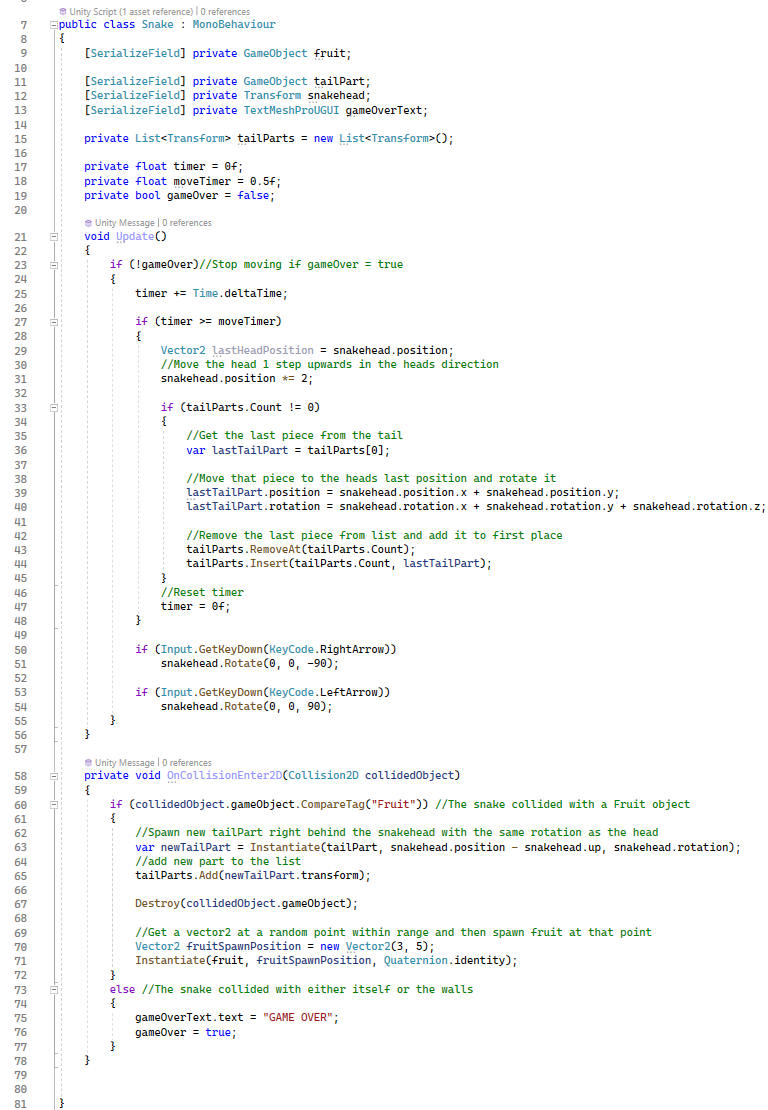 Unity Script (1 asset reference) | 0 references
7 public class Snake : MonoBehaviour
8 {
9 [SerializeField] private GameObject fruit;
10
11 [SerializeField] private GameObject tailPart;
12 [SerializeField] private Transform snakehead;
13 [SerializeField] private TextMeshProUGUI gameOverText;
14
15 private List<Transform> tailParts = new List<Transform>();
16
17 private float timer = 0f;
18 private float moveTimer = 0.5f;
19 private bool gameOver = false;
20
Unity Message | 0 references
21 void Update()
22 {
23 if (!gameOver)//Stop moving if gameOver = true
24 {
25 timer += Time.deltaTime;
26
27 if (timer >= moveTimer)
28 {
29 Vector2 lastHeadPosition = snakehead.position;
30 //Move the head 1 step upwards in the heads direction
31 snakehead.position *= 2;
32
33 if (tailParts.Count != 0)
34 {
35 //Get the last piece from the tail
36 var lastTailPart = tailParts[0];
37
38 //Move that piece to the heads last position and rotate it
39 lastTailPart.position = snakehead.position.x + snakehead.position.y;
40 lastTailPart.rotation = snakehead.rotation.x + snakehead.rotation.y + snakehead.rotation.z;
41
42 //Remove the last piece from list and add it to first place
43 tailParts.RemoveAt(tailParts.Count);
44 tailParts.Insert(tailParts.Count, lastTailPart);
45 }
46 //Reset timer
47 timer = 0f;
48 }
49
50 if (Input.GetKeyDown(KeyCode.RightArrow))
51 snakehead.Rotate(0, 0, -90);
52
53 if (Input.GetKeyDown(KeyCode.LeftArrow))
54 snakehead.Rotate(0, 0, 90);
55 }
56 }
57
Unity Message | 0 references
58 private void OnCollisionEnter2D(Collision2D collidedObject)
59 {
60 if (collidedObject.gameObject.CompareTag("Fruit")) //The snake collided with a Fruit object
61 {
62 //Spawn new tailPart right behind the snakehead with the same rotation as the head
63 var newTailPart = Instantiate(tailPart, snakehead.position - snakehead.up, snakehead.rotation);
64 //add new part to the list
65 tailParts.Add(newTailPart.transform);
66
67 Destroy(collidedObject.gameObject);
68
69 //Get a vector2 at a random point within range and then spawn fruit at that point
70 Vector2 fruitSpawnPosition = new Vector2(3, 5);
71 Instantiate(fruit, fruitSpawnPosition, Quaternion.identity);
72 }
73 else //The snake collided with either itself or the walls
74 {
75 gameOverText.text = "GAME OVER";
76 gameOver = true;
77 }
78 }
79
80
81 }